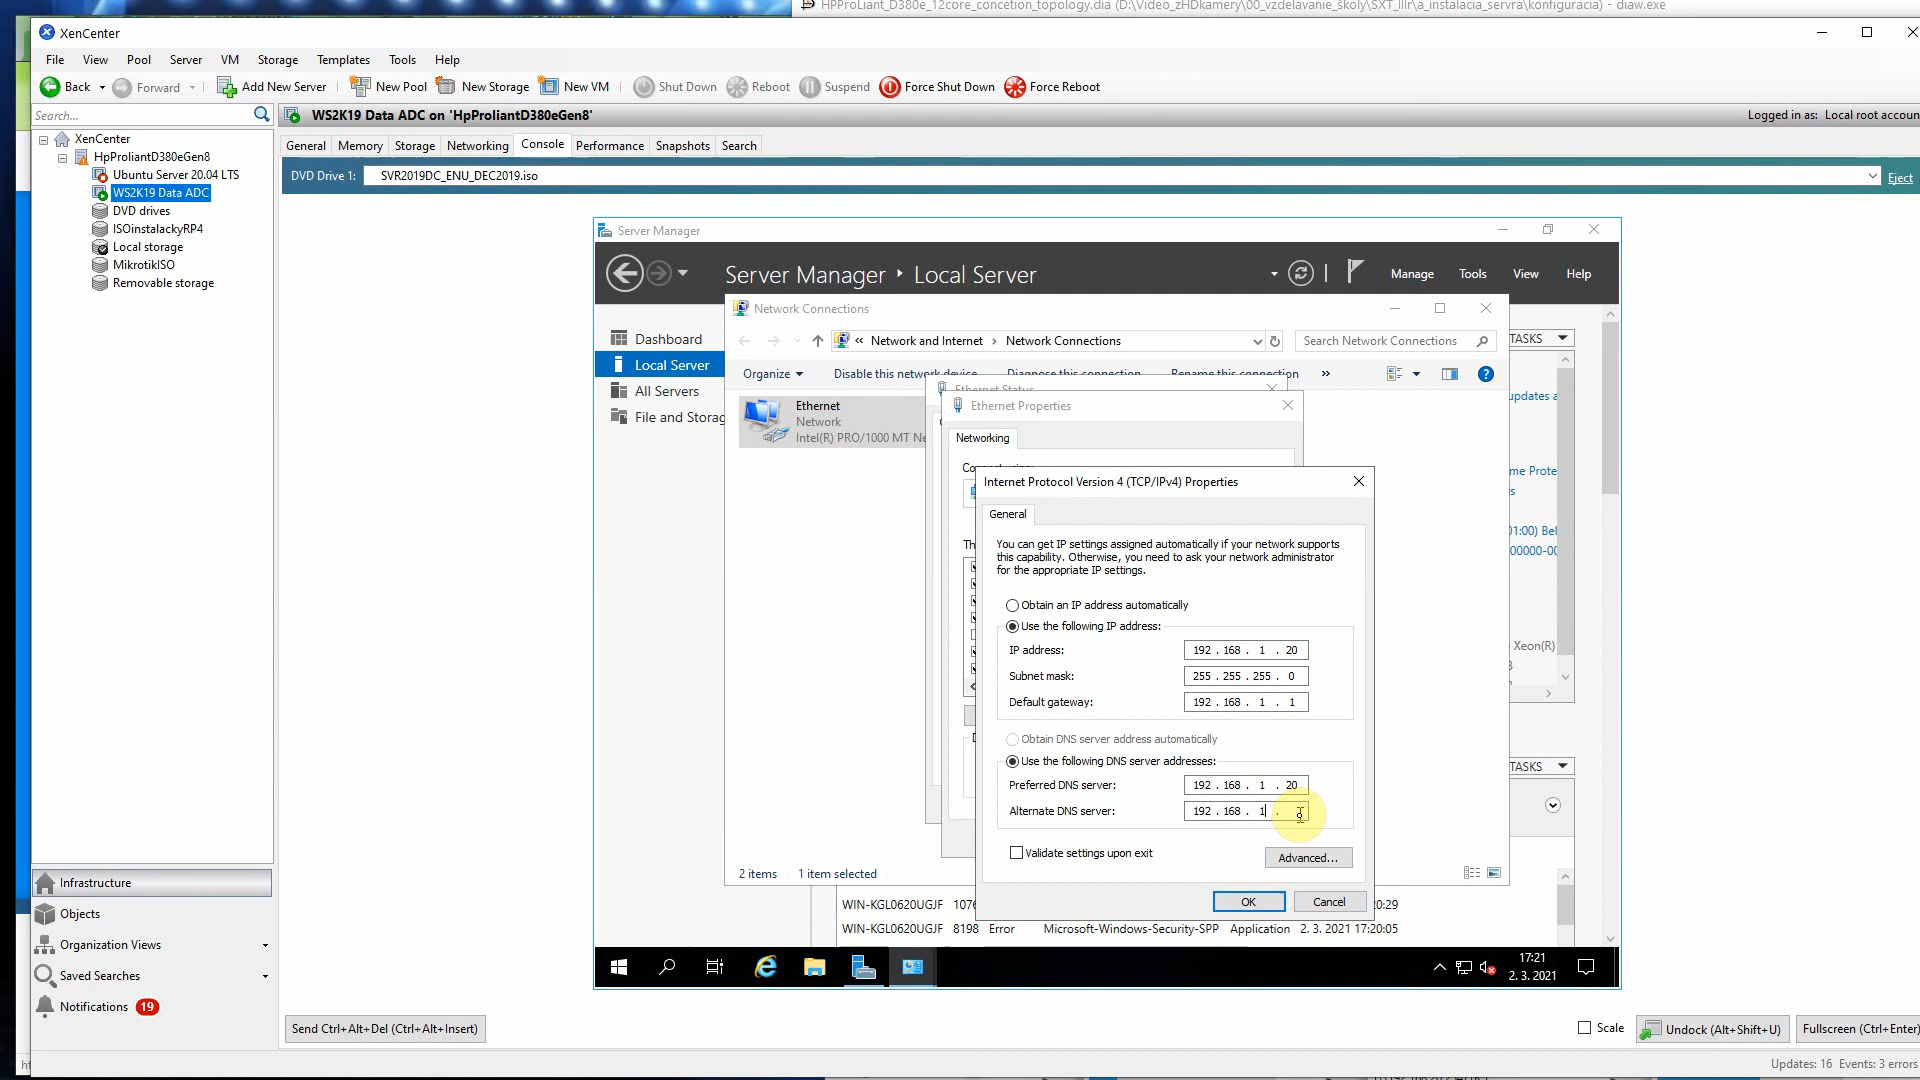 HPProLiant_D380e_12core_concetion_topology.dia (D:\Video_zHDkamery\00_vzdelavanie_školy\SXT_IIIr\a_instalacia_servra\konfiguracia) - diaw.exe
XenCenter
File View Pool Server VM Storage Templates Tools Help
Back Forward Add New Server New Pool New Storage New VM Shut Down Reboot Suspend Force Shut Down Force Reboot
Search...
WS2K19 Data ADC on 'HpProliantD380eGen8'
Logged in as: Local root accoun
XenCenter
HpProliantD380eGen8
Ubuntu Server 20.04 LTS
WS2K19 Data ADC
DVD drives
ISOinstalackyRP4
Local storage
MikrotikISO
Removable storage
General Memory Storage Networking Console Performance Snapshots Search
DVD Drive 1: SVR2019DC_ENU_DEC2019.iso Eject
Server Manager
Server Manager Local Server
Manage Tools View Help
Dashboard
Local Server
All Servers
File and Storag
Network Connections
« Network and Internet › Network Connections
Search Network Connections
Organize Disable this network device Diagnose this connection Rename this connection »
Ethernet
Network
Intel(R) PRO/1000 MT Ne
Ethernet Status
Ethernet Properties
Networking
Internet Protocol Version 4 (TCP/IPv4) Properties
General
You can get IP settings assigned automatically if your network supports
this capability. Otherwise, you need to ask your network administrator
for the appropriate IP settings.
Obtain an IP address automatically
Use the following IP address:
IP address: 192 . 168 . 1 . 20
Subnet mask: 255 . 255 . 255 . 0
Default gateway: 192 . 168 . 1 . 1
Obtain DNS server address automatically
Use the following DNS server addresses:
Preferred DNS server: 192 . 168 . 1 . 20
Alternate DNS server: 192 . 168 . 1 .
Validate settings upon exit
Advanced...
OK Cancel
TASKS
updates a
me Prote
Xeon(R)
TASKS
2 items 1 item selected
WIN-KGL0620UGJF 1076
0:29
WIN-KGL0620UGJF 8198 Error Microsoft-Windows-Security-SPP Application 2. 3. 2021 17:20:05
17:21
2. 3. 2021
Infrastructure
Objects
Organization Views
Saved Searches
Notifications 19
Send Ctrl+Alt+Del (Ctrl+Alt+Insert)
Scale
Undock (Alt+Shift+U)
Fullscreen (Ctrl+Enter)
Updates: 16 Events: 3 errors